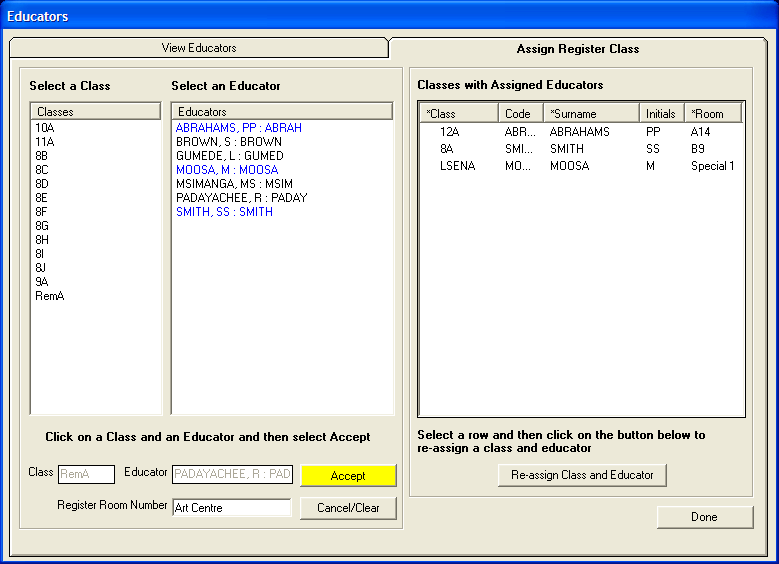 Educators
View Educators
Assign Register Class
Select a Class
Select an Educator
Classes
10A
11A
8B
8C
8D
8E
8F
8G
8H
8I
8J
9A
RemA
Educators
ABRAHAMS, PP : ABRAH
BROWN, S : BROWN
GUMEDE, L : GUMED
MOOSA, M : MOOSA
MSIMANGA, MS : MSIM
PADAYACHEE, R : PADAY
SMITH, SS : SMITH
Click on a Class and an Educator and then select Accept
Class RemA Educator PADAYACHEE, R : PAD Accept
Register Room Number Art Centre Cancel/Clear
Classes with Assigned Educators
*Class Code *Surname Initials *Room
12A ABR... ABRAHAMS PP A14
8A SMI... SMITH SS B9
LSENA MO... MOOSA M Special 1
Select a row and then click on the button below to
re-assign a class and educator
Re-assign Class and Educator
Done